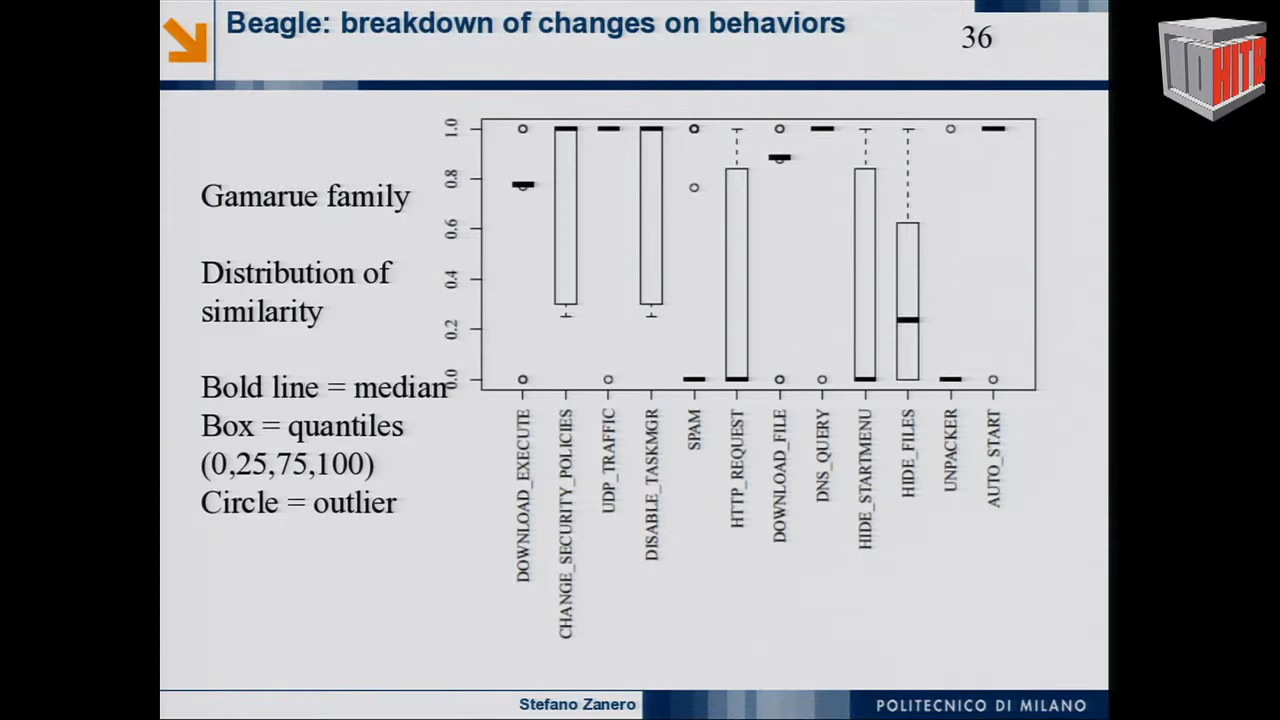 Beagle: breakdown of changes on behaviors
36
HITB
Gamarue family
Distribution of
similarity
Bold line = median
Box = quantiles
(0,25,75,100)
Circle = outlier
1.0
0.8
0.6
0.4
0.2
0.0
DOWNLOAD_EXECUTE
CHANGE_SECURITY_POLICIES
UDP_TRAFFIC
DISABLE_TASKMGR
SPAM
HTTP_REQUEST
DOWNLOAD_FILE
DNS_QUERY
HIDE_STARTMENU
HIDE_FILES
UNPACKER
AUTO_START
Stefano Zanero
POLITECNICO DI MILANO